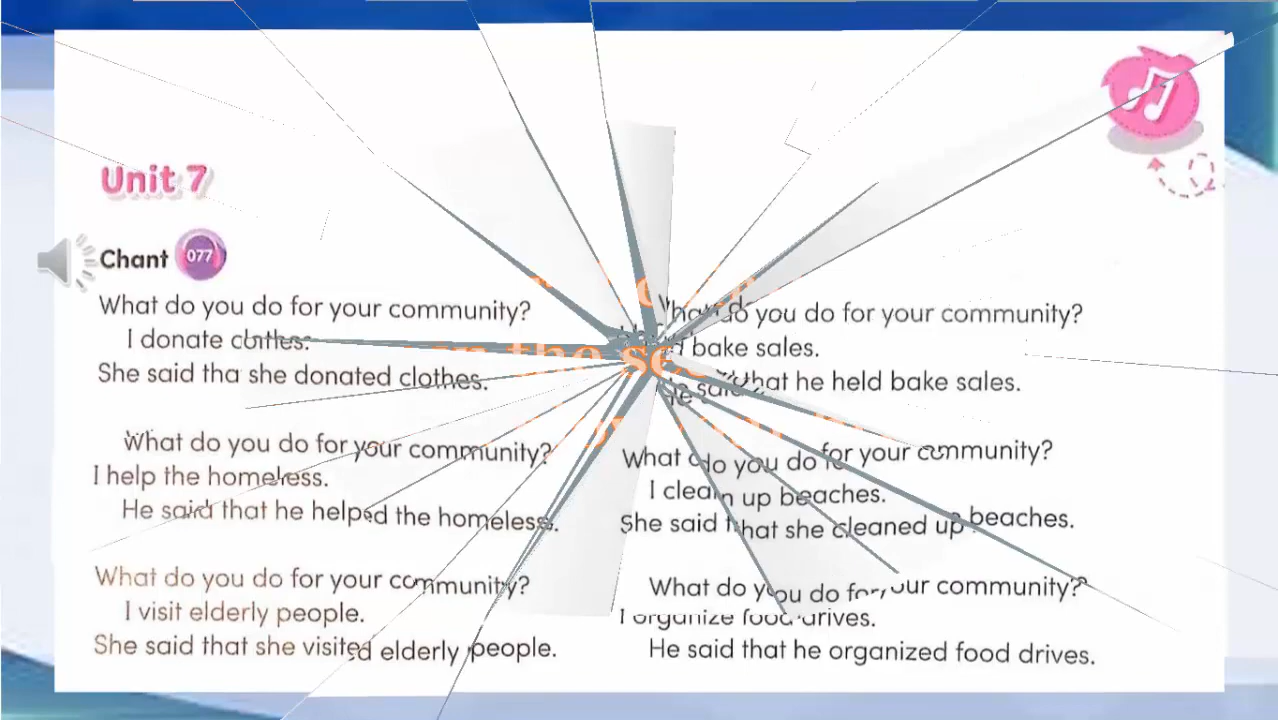 Unit 7
Chant 077
What do you do for your community?
I donate clothes.
She said tha she donated clothes.
What do you do for your community?
I help the homeless.
He said that he helped the homeless.
What do you do for your community?
I visit elderly people.
She said that she visited elderly people.
What do you do for your community?
bake sales.
He said that he held bake sales.
What do you do for your community?
I clean up beaches.
She said that she cleaned up beaches.
What do you do for your community?
I organize food drives.
He said that he organized food drives.
on the